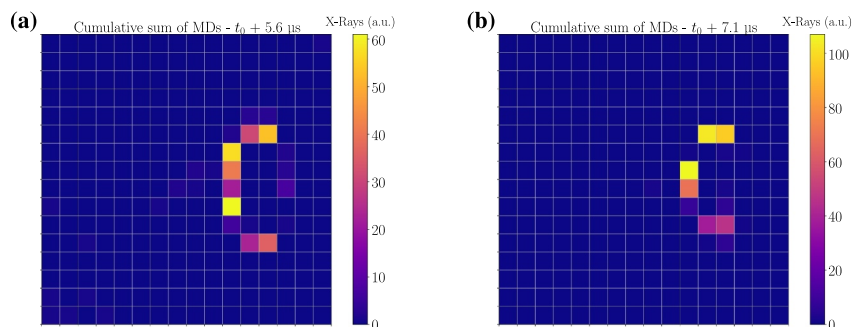 (a)
Cumulative sum of MDs - t₀ + 5.6 µs
X-Rays (a.u.)
60
50
40
30
20
10
0
(b)
Cumulative sum of MDs - t₀ + 7.1 µs
X-Rays (a.u.)
100
80
60
40
20
0